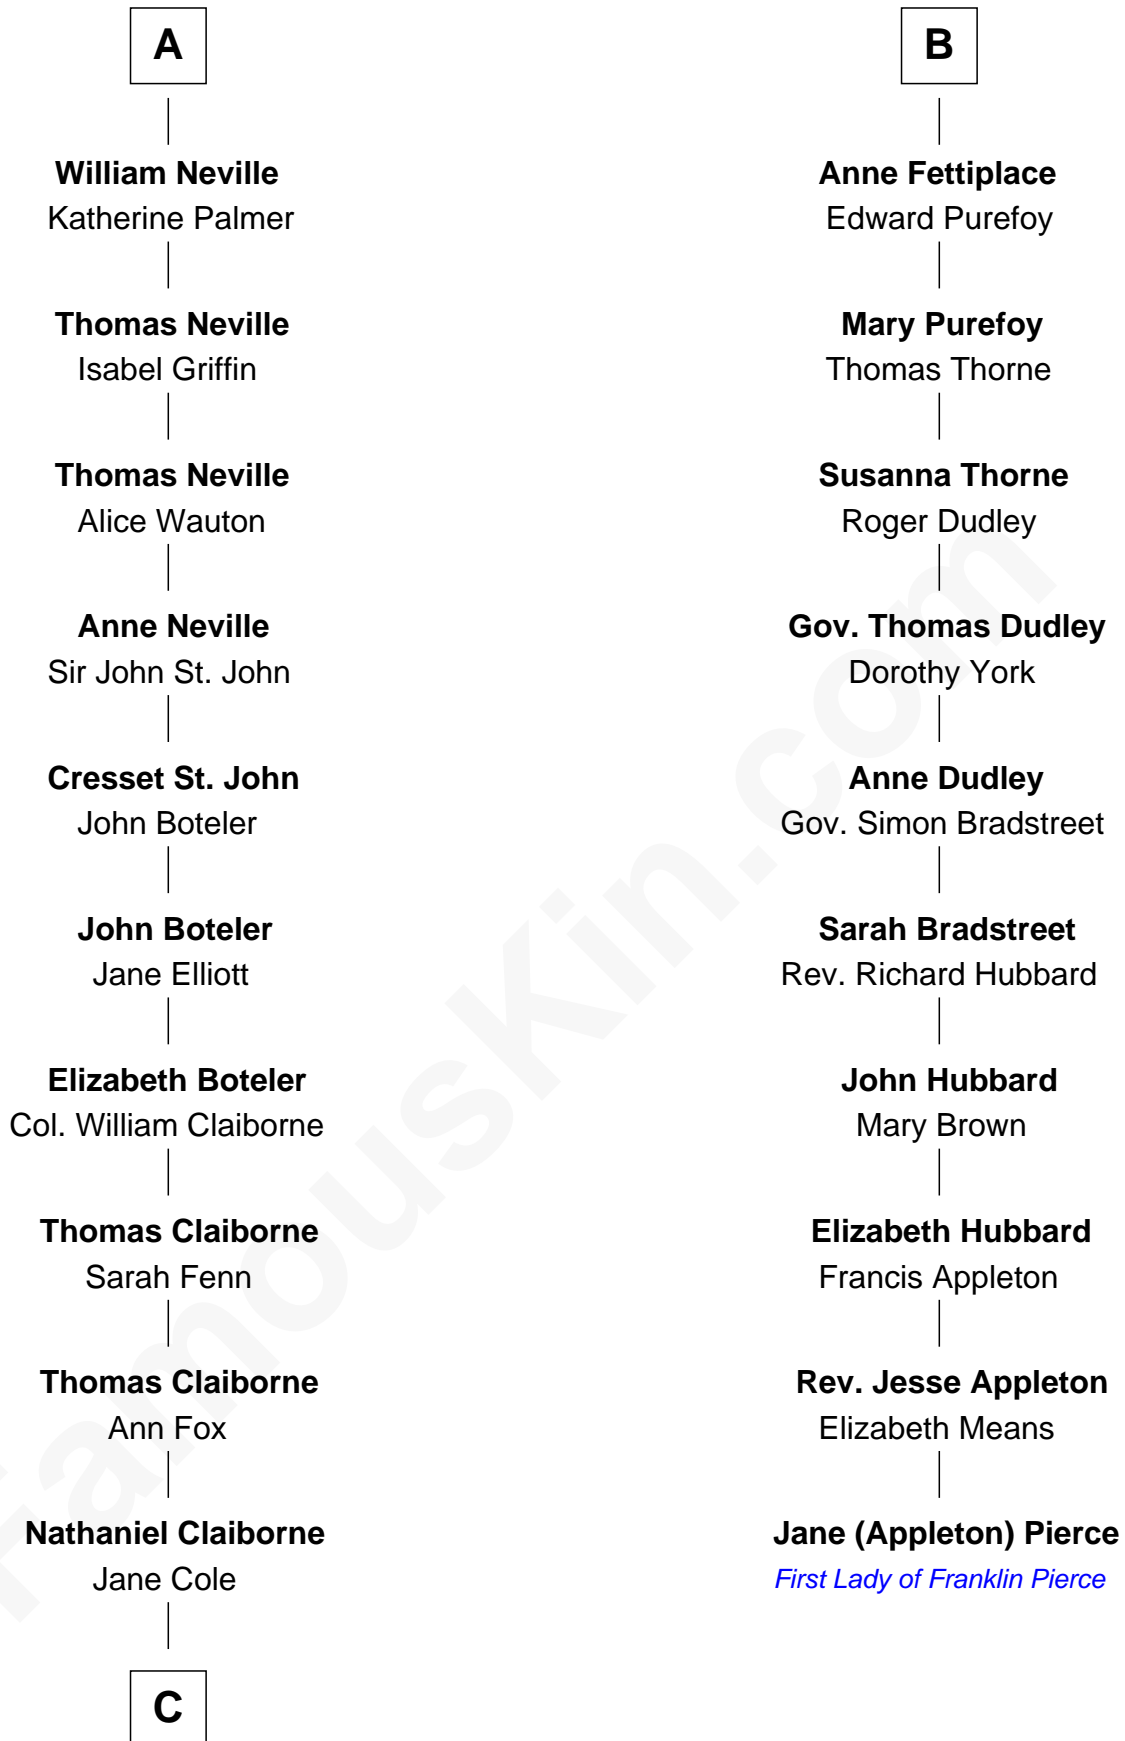 A
William Neville
Katherine Palmer
Thomas Neville
Isabel Griffin
Thomas Neville
Alice Wauton
Anne Neville
Sir John St. John
Cresset St. John
John Boteler
John Boteler
Jane Elliott
Elizabeth Boteler
Col. William Claiborne
Thomas Claiborne
Sarah Fenn
Thomas Claiborne
Ann Fox
Nathaniel Claiborne
Jane Cole
C
B
Anne Fettiplace
Edward Purefoy
Mary Purefoy
Thomas Thorne
Susanna Thorne
Roger Dudley
Gov. Thomas Dudley
Dorothy York
Anne Dudley
Gov. Simon Bradstreet
Sarah Bradstreet
Rev. Richard Hubbard
John Hubbard
Mary Brown
Elizabeth Hubbard
Francis Appleton
Rev. Jesse Appleton
Elizabeth Means
Jane (Appleton) Pierce
First Lady of Franklin Pierce
FamousKin.com